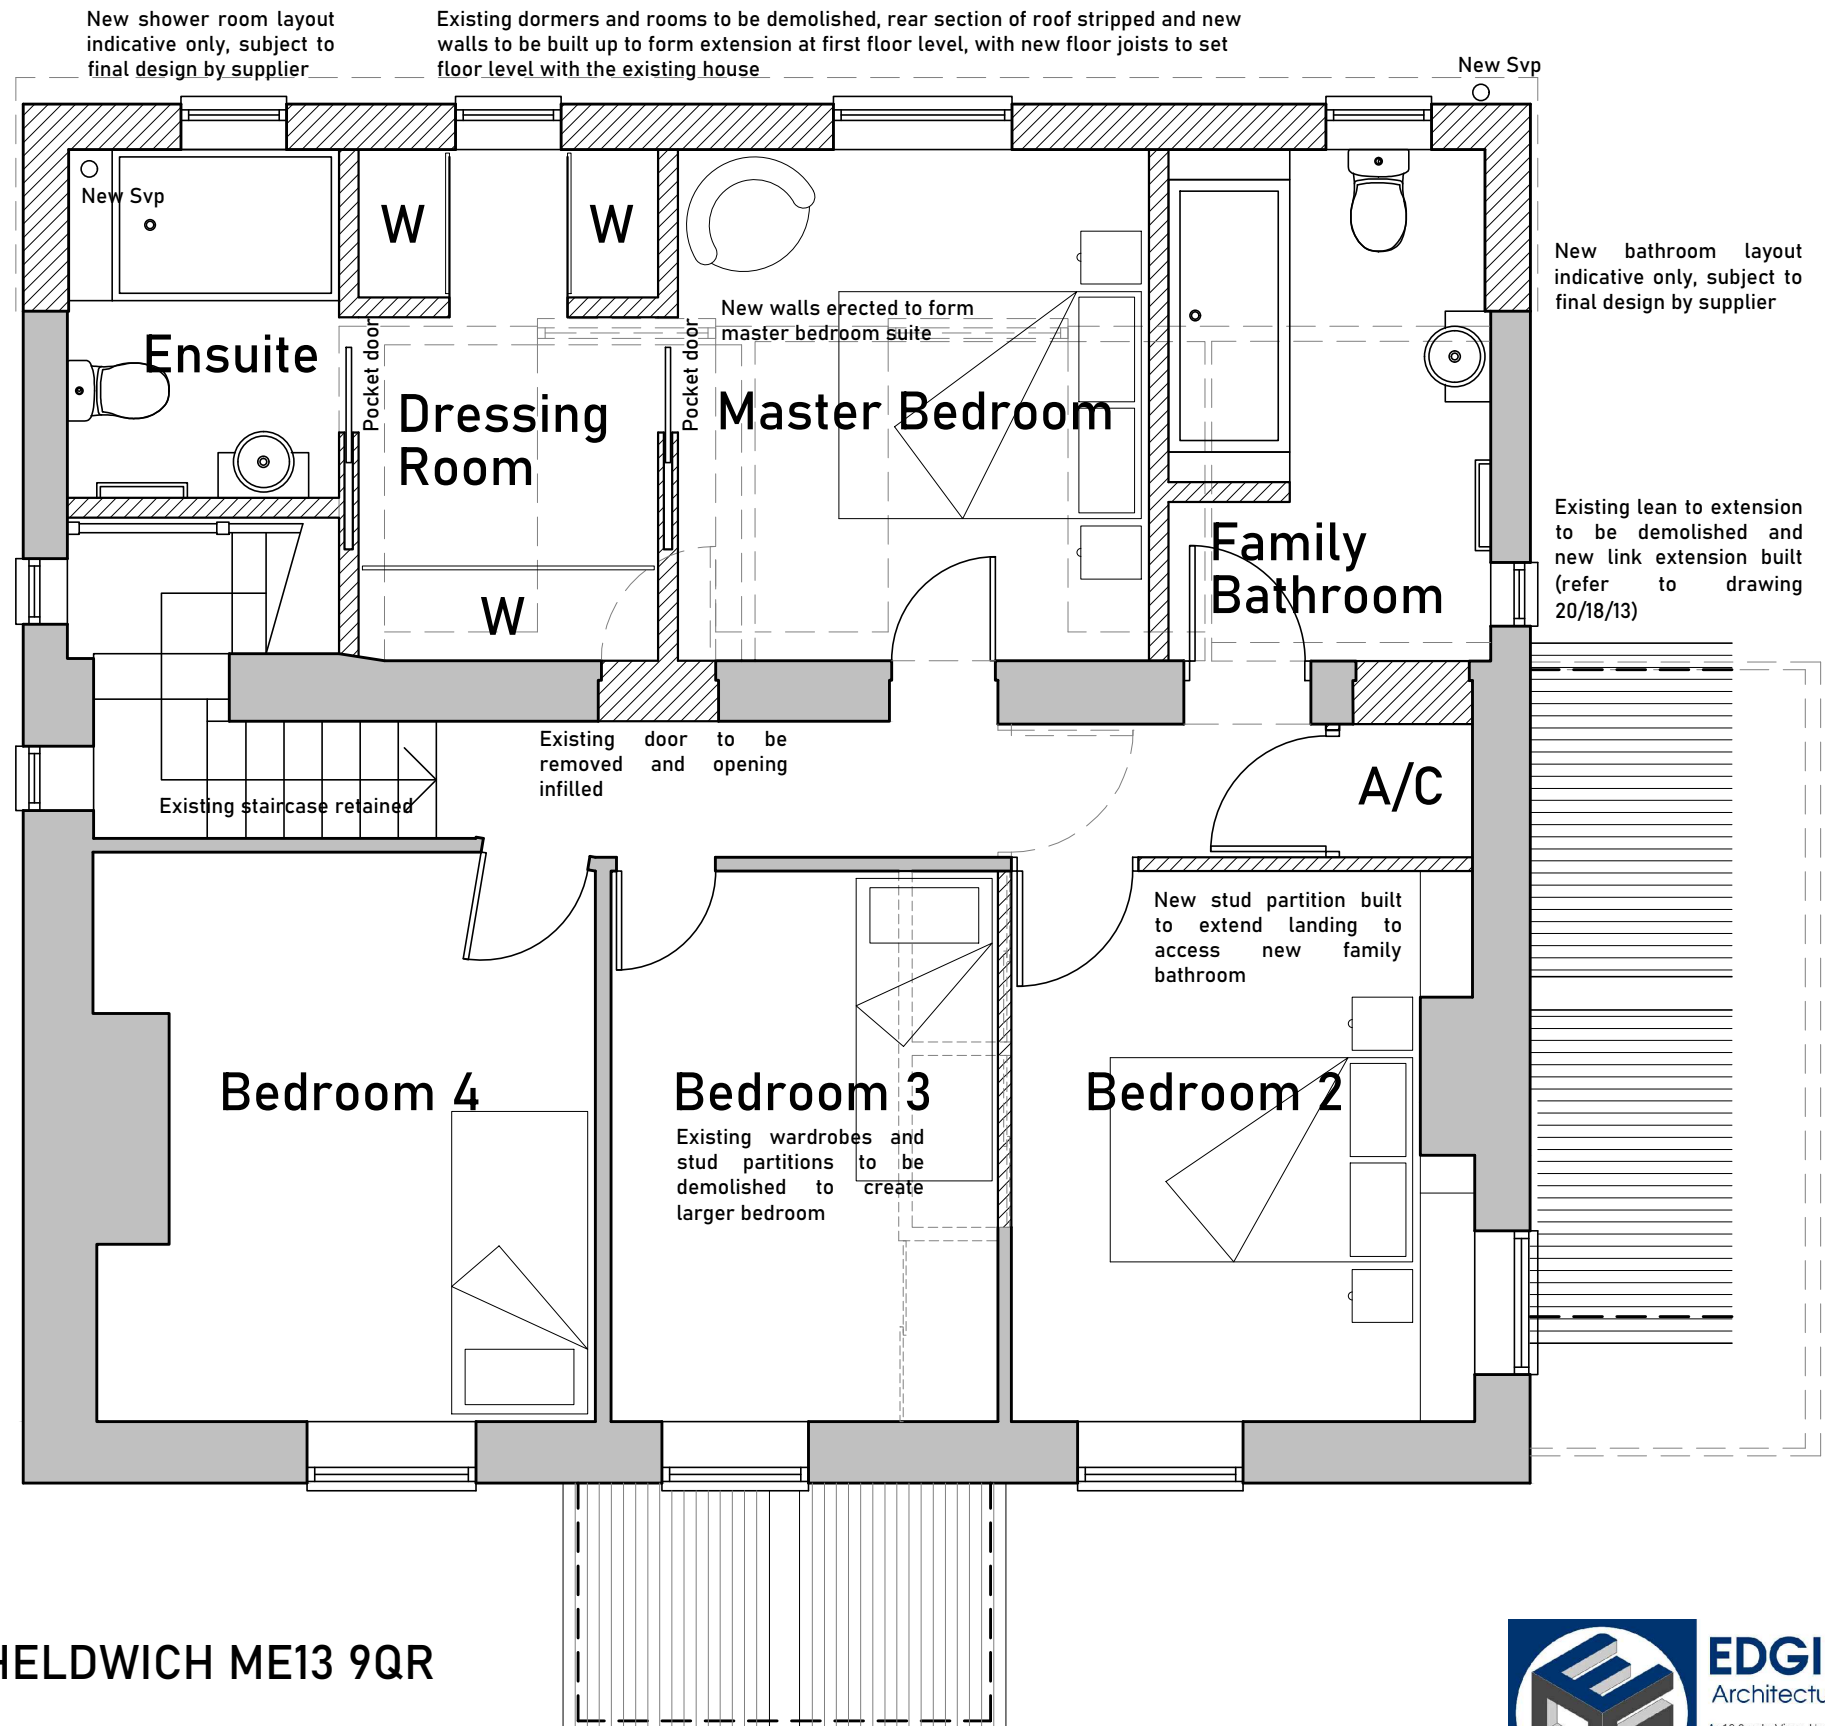 New shower room layout
indicative only, subject to
final design by supplier
Existing dormers and rooms to be demolished, rear section of roof stripped and new
walls to be built up to form extension at first floor level, with new floor joists to set
floor level with the existing house
New Svp
New Svp
W
W
New bathroom layout
indicative only, subject to
final design by supplier
New walls erected to form
master bedroom suite
Ensuite
Pocket door
Pocket door
Dressing
Room
Master Bedroom
Existing lean to extension
to be demolished and
new link extension built
(refer to drawing
20/18/13)
Family
Bathroom
W
Existing door to be
removed and opening
infilled
A/C
Existing staircase retained
New stud partition built
to extend landing to
access new family
bathroom
Bedroom 4
Bedroom 3
Bedroom 2
Existing wardrobes and
stud partitions to be
demolished to create
larger bedroom
HELDWICH ME13 9QR
EDGI
Architectu